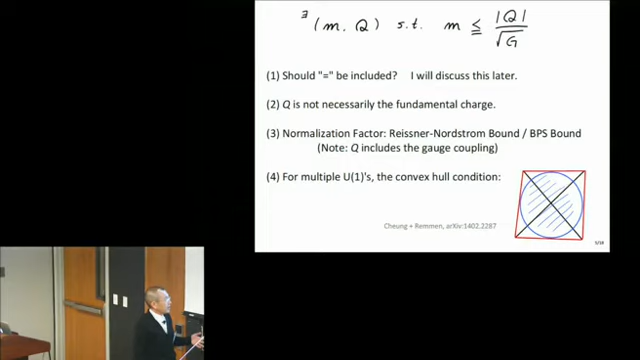 ∃ (m, Q) s.t. m ≤ |Q| / √G
(1) Should "=" be included? I will discuss this later.
(2) Q is not necessarily the fundamental charge.
(3) Normalization Factor: Reissner-Nordstrom Bound / BPS Bound
(Note: Q includes the gauge coupling)
(4) For multiple U(1)'s, the convex hull condition:
Cheung + Remmen, arXiv:1402,2287